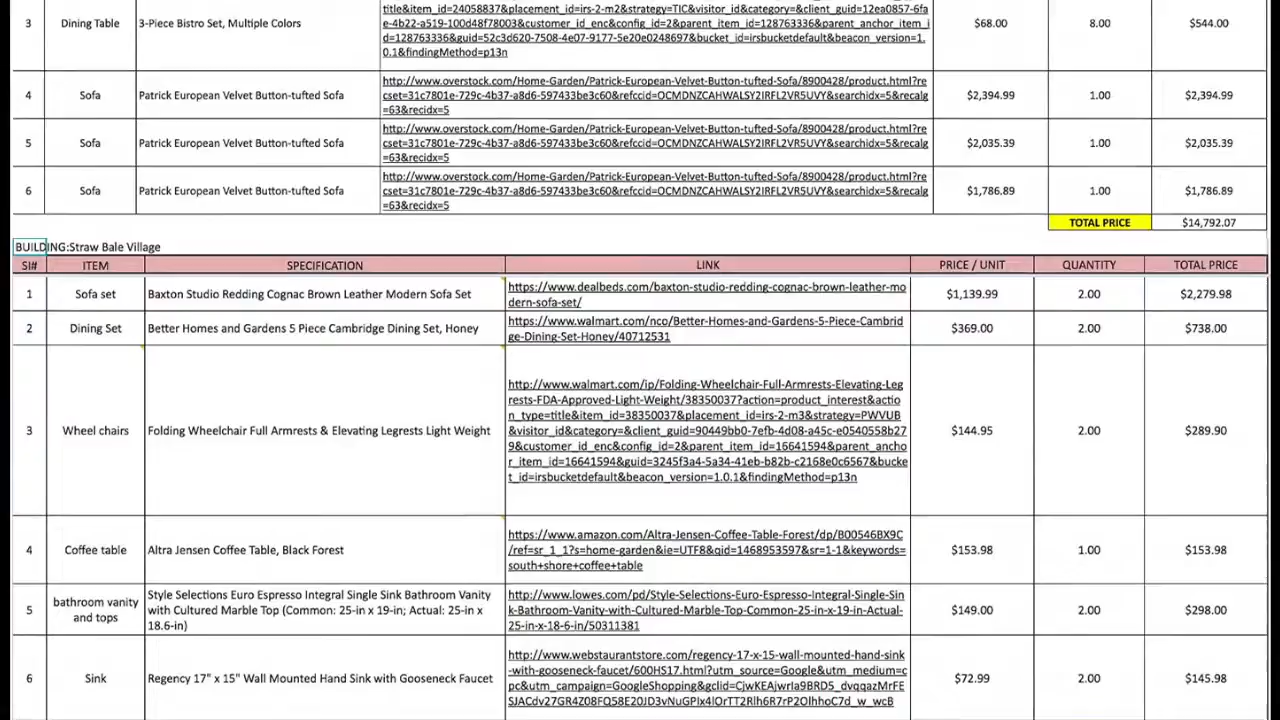 title&item_id=24058837&placement_id=irs-2-m2&strategy=TIC&visitor_id&category=&client_guid=12ea0857-6fa
3 Dining Table 3-Piece Bistro Set, Multiple Colors e-4b22-a519-100d48f78003&customer_id_enc&config_id=2&parent_item_id=128763336&parent_anchor_item_i $68.00 8.00 $544.00
d=128763336&guid=52c3d620-7508-4e07-9177-5e20e0248697&bucket_id=irsbucketdefault&beacon_version=1.
0.1&findingMethod=p13n
http://www.overstock.com/Home-Garden/Patrick-European-Velvet-Button-tufted-Sofa/8900428/product.html?re
4 Sofa Patrick European Velvet Button-tufted Sofa cset=31c7801e-729c-4b37-a8d6-597433be3c60&refccid=OCMDNZCAHWALSY2IRFL2VR5UVY&searchidx=5&recalg $2,394.99 1.00 $2,394.99
=63&recidx=5
http://www.overstock.com/Home-Garden/Patrick-European-Velvet-Button-tufted-Sofa/8900428/product.html?re
5 Sofa Patrick European Velvet Button-tufted Sofa cset=31c7801e-729c-4b37-a8d6-597433be3c60&refccid=OCMDNZCAHWALSY2IRFL2VR5UVY&searchidx=5&recalg $2,035.39 1.00 $2,035.39
=63&recidx=5
http://www.overstock.com/Home-Garden/Patrick-European-Velvet-Button-tufted-Sofa/8900428/product.html?re
6 Sofa Patrick European Velvet Button-tufted Sofa cset=31c7801e-729c-4b37-a8d6-597433be3c60&refccid=OCMDNZCAHWALSY2IRFL2VR5UVY&searchidx=5&recalg $1,786.89 1.00 $1,786.89
=63&recidx=5
TOTAL PRICE $14,792.07
BUILDING:Straw Bale Village
SI# ITEM SPECIFICATION LINK PRICE / UNIT QUANTITY TOTAL PRICE
1 Sofa set Baxton Studio Redding Cognac Brown Leather Modern Sofa Set https://www.dealbeds.com/baxton-studio-redding-cognac-brown-leather-mo $1,139.99 2.00 $2,279.98
dern-sofa-set/
2 Dining Set Better Homes and Gardens 5 Piece Cambridge Dining Set, Honey https://www.walmart.com/nco/Better-Homes-and-Gardens-5-Piece-Cambrid $369.00 2.00 $738.00
ge-Dining-Set-Honey/40712531
http://www.walmart.com/ip/Folding-Wheelchair-Full-Armrests-Elevating-Leg
rests-FDA-Approved-Light-Weight/38350037?action=product_interest&actio
n_type=title&item_id=38350037&placement_id=irs-2-m3&strategy=PWVUB
3 Wheel chairs Folding Wheelchair Full Armrests & Elevating Legrests Light Weight &visitor_id&category=&client_guid=90449bb0-7efb-4d08-a45c-e0540558b27 $144.95 2.00 $289.90
9&customer_id_enc&config_id=2&parent_item_id=16641594&parent_ancho
r_item_id=16641594&guid=3245f3a4-5a34-41eb-b82b-c2168e0c6567&bucke
t_id=irsbucketdefault&beacon_version=1.0.1&findingMethod=p13n
https://www.amazon.com/Altra-Jensen-Coffee-Table-Forest/dp/B00546BX9C
4 Coffee table Altra Jensen Coffee Table, Black Forest /ref=sr_1_1?s=home-garden&ie=UTF8&qid=1468953597&sr=1-1&keywords= $153.98 1.00 $153.98
south+shore+coffee+table
5 bathroom vanity and tops Style Selections Euro Espresso Integral Single Sink Bathroom Vanity http://www.lowes.com/pd/Style-Selections-Euro-Espresso-Integral-Single-Sin $149.00 2.00 $298.00
with Cultured Marble Top (Common: 25-in x 19-in; Actual: 25-in x k-Bathroom-Vanity-with-Cultured-Marble-Top-Common-25-in-x-19-in-Actual-
18.6-in) 25-in-x-18-6-in/50311381
http://www.webstaurantstore.com/regency-17-x-15-wall-mounted-hand-sink
6 Sink Regency 17" x 15" Wall Mounted Hand Sink with Gooseneck Faucet -with-gooseneck-faucet/600HS17.html?utm_source=Google&utm_medium=c $72.99 2.00 $145.98
pc&utm_campaign=GoogleShopping&gclid=CjwKEAjwrIa9BRD5_dvqqazMrFE
SJACdv27GR4Z08FQ58E20JD3vNuGPIx4lOrTT2Rlh6R7rP2OlhhoC7d_w_wcB